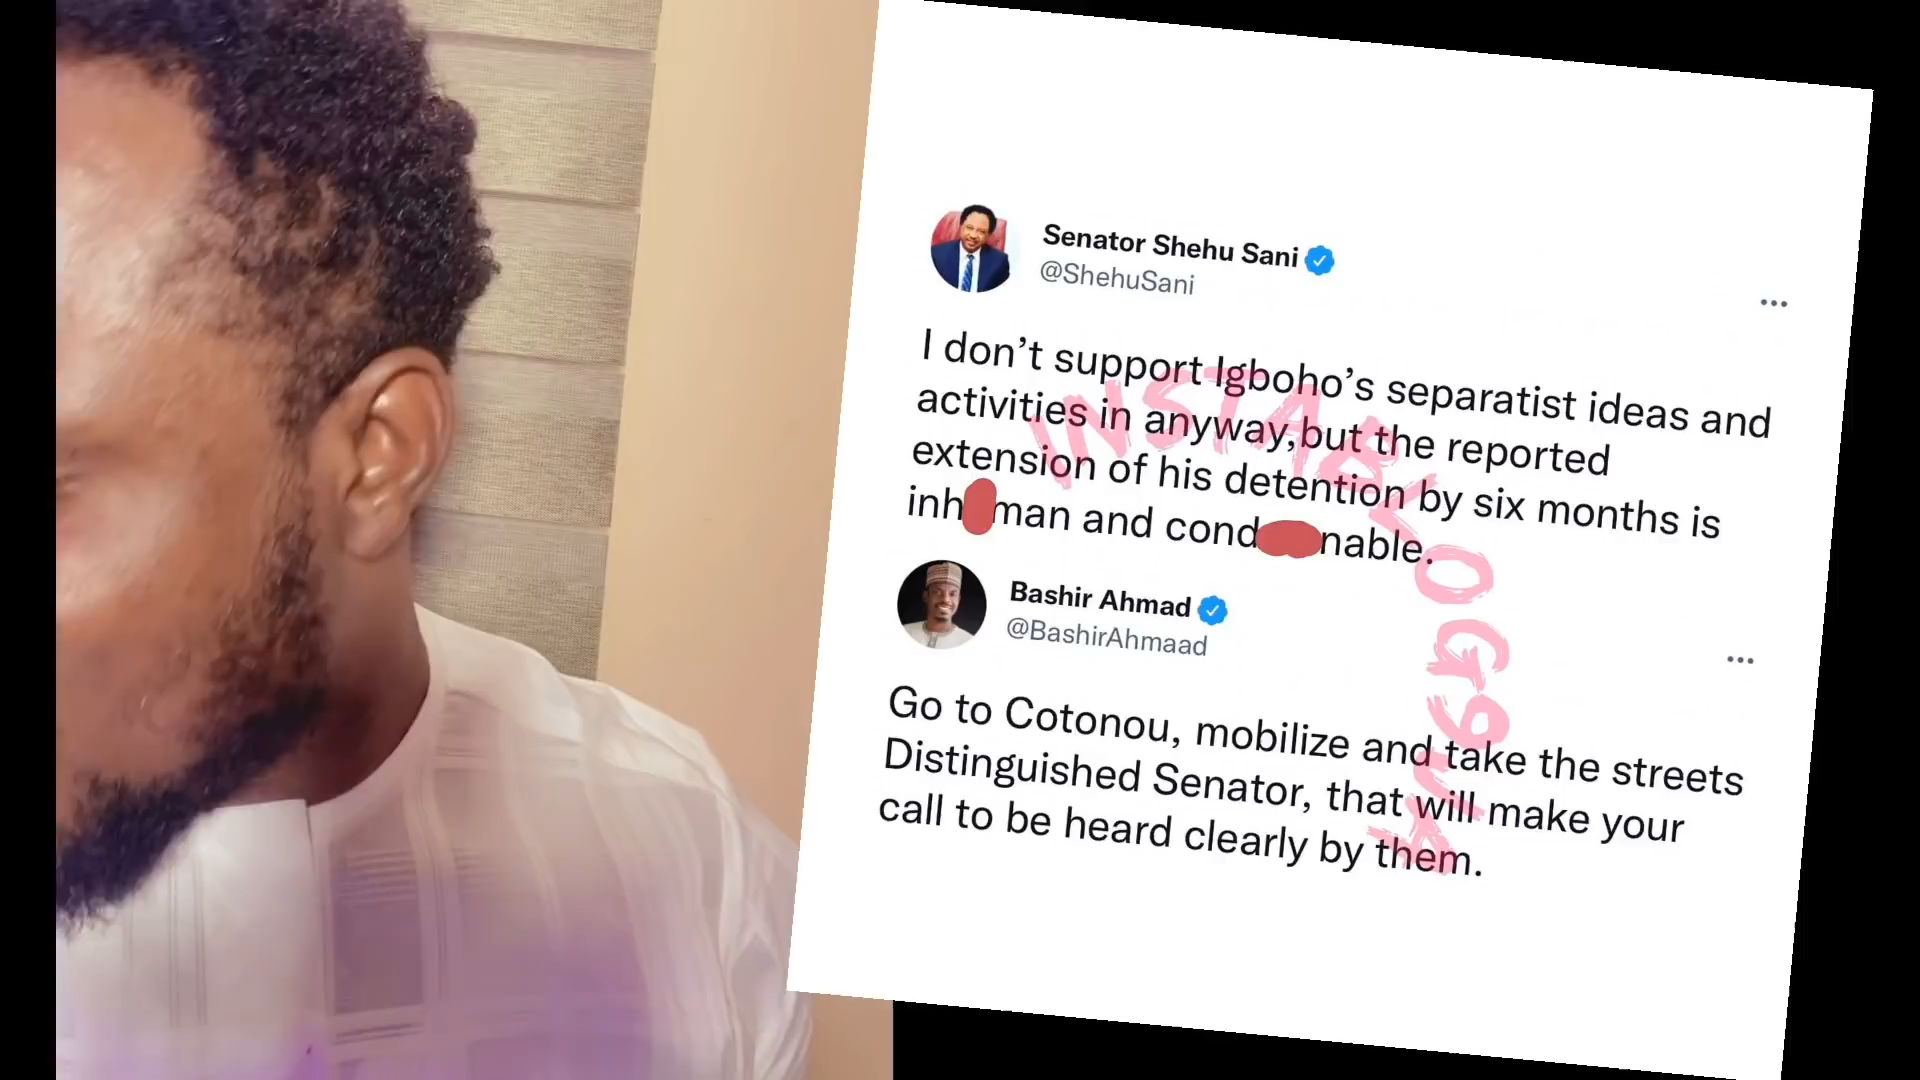 Senator Shehu Sani
@ShehuSani
I don't support Igboho's separatist ideas and
activities in anyway,but the reported
extension of his detention by six months is
inh man and cond nable.
Bashir Ahmad
@BashirAhmaad
Go to Cotonou, mobilize and take the streets
Distinguished Senator, that will make your
call to be heard clearly by them.
INSTABLOG9JA